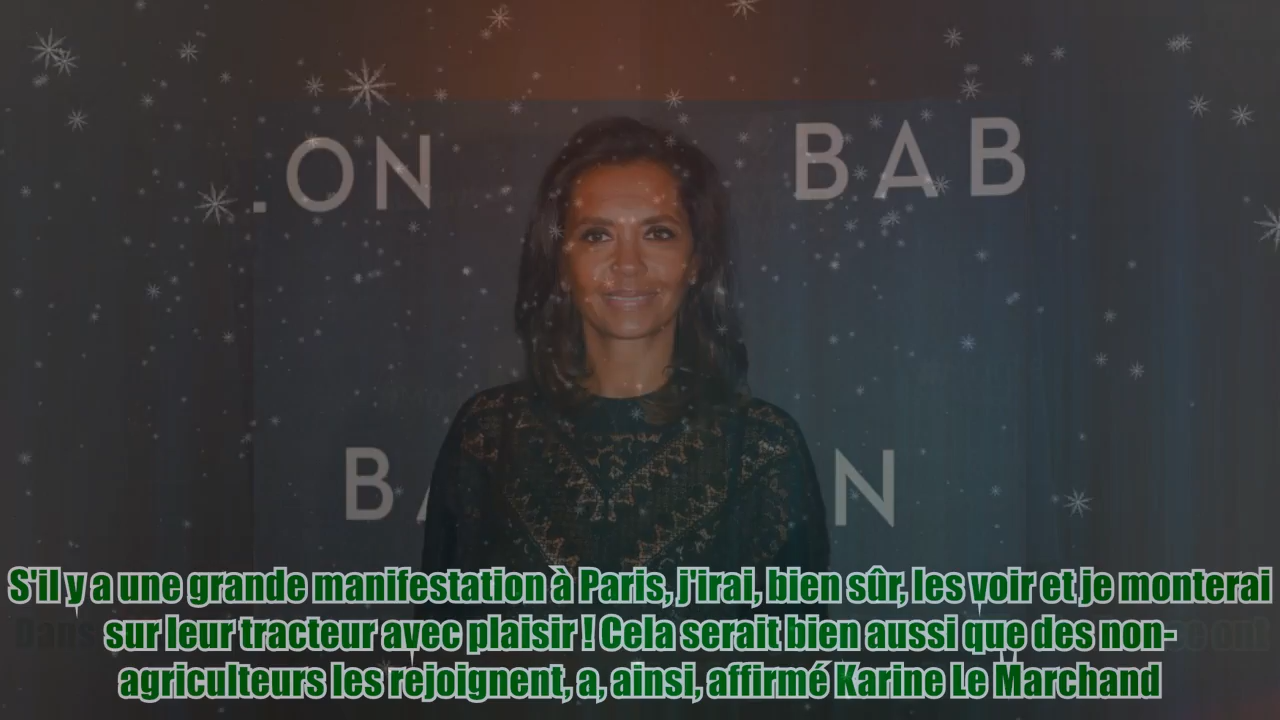 .ON BAB
BA N
S'il y a une grande manifestation à Paris, j'irai, bien sûr, les voir et je monterai
sur leur tracteur avec plaisir ! Cela serait bien aussi que des non-
agriculteurs les rejoignent, a, ainsi, affirmé Karine Le Marchand